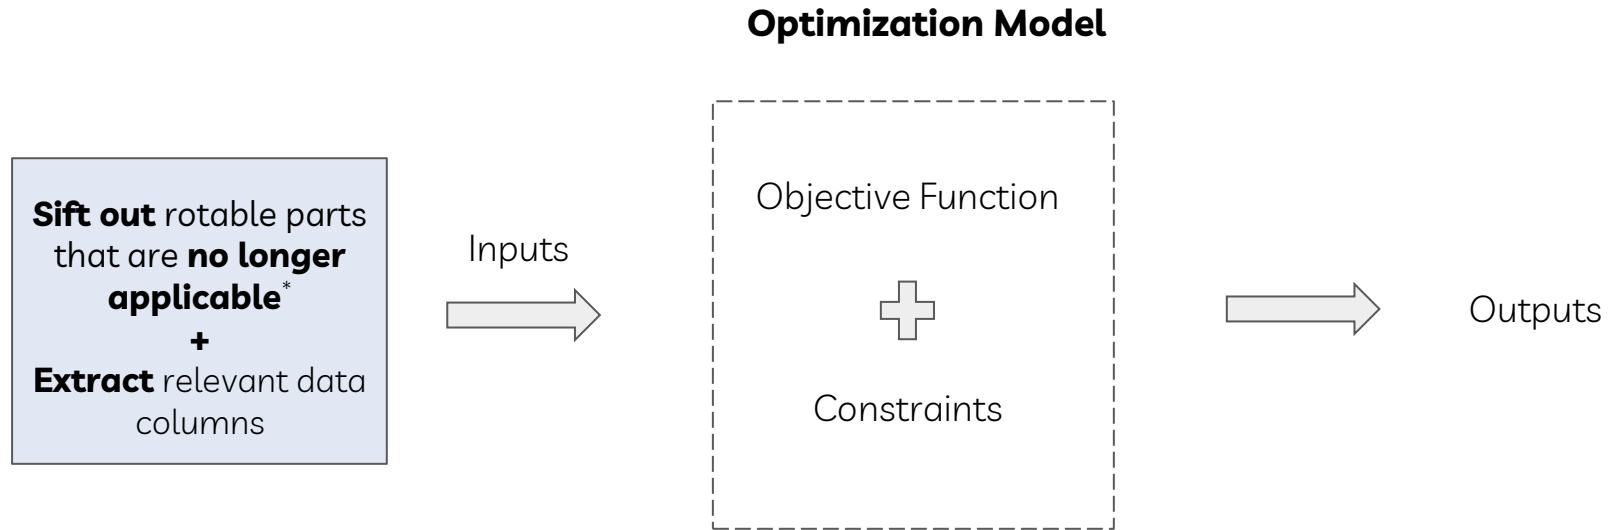 Optimization Model
Sift out rotable parts
that are no longer
applicable*
+
Extract relevant data
columns
Inputs
Objective Function
Constraints
Outputs